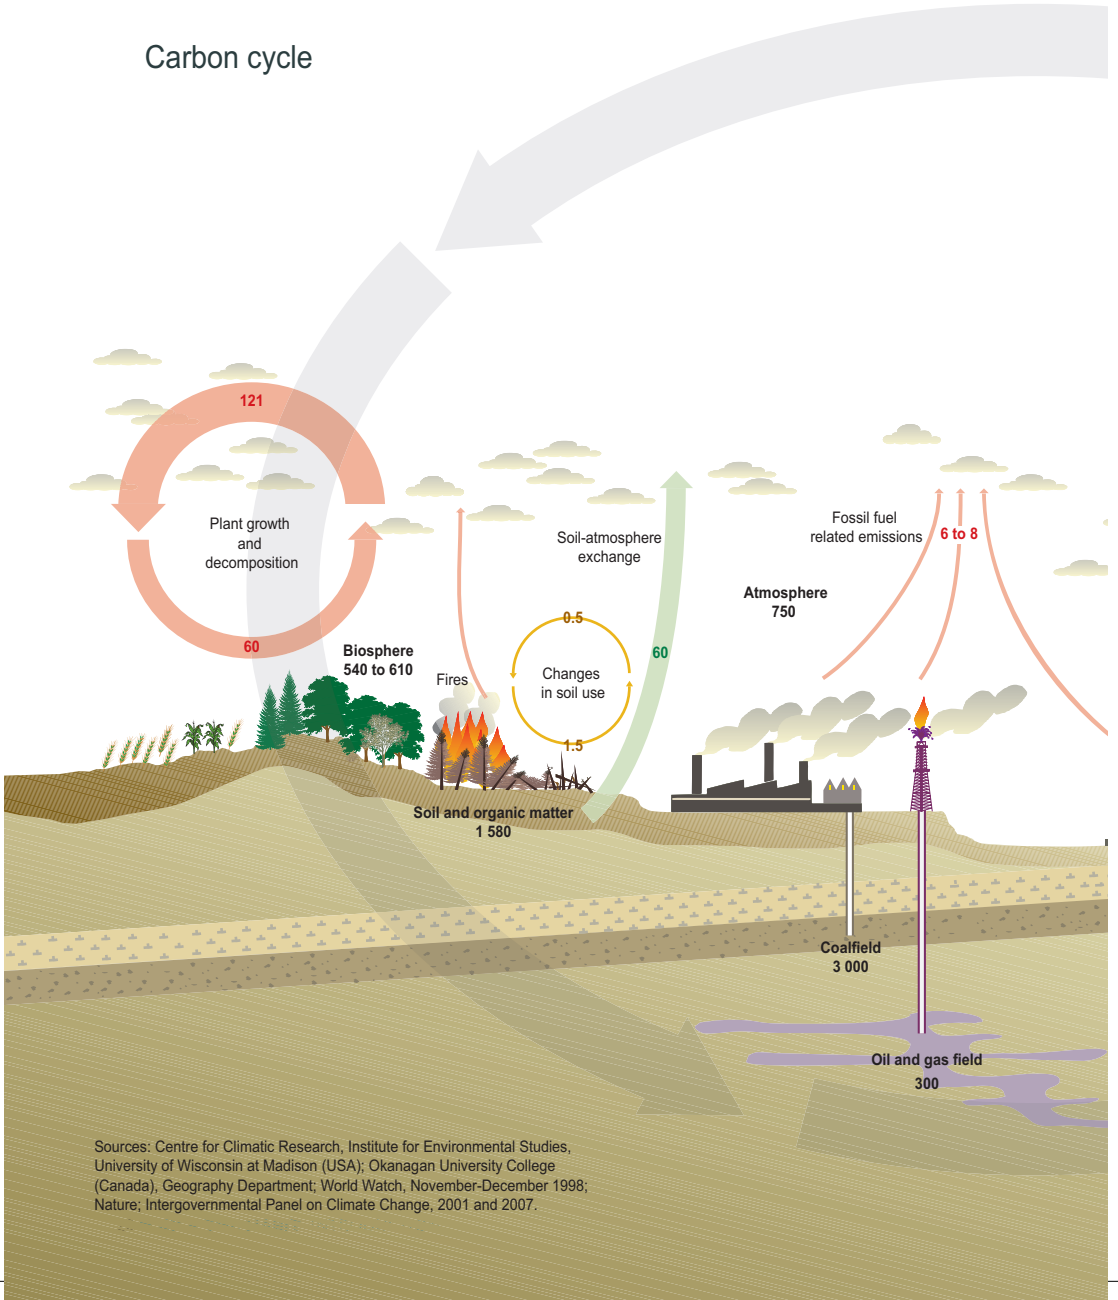 Carbon cycle
121
Plant growth
and
decomposition
60
Biosphere
540 to 610
Fires
Soil-atmosphere
exchange
0.5
Changes
in soil use
1.5
60
Soil and organic matter
1 580
Fossil fuel
related emissions
6 to 8
Atmosphere
750
Coalfield
3 000
Oil and gas field
300
Sources: Centre for Climatic Research, Institute for Environmental Studies,
University of Wisconsin at Madison (USA); Okanagan University College
(Canada), Geography Department; World Watch, November-December 1998;
Nature; Intergovernmental Panel on Climate Change, 2001 and 2007.